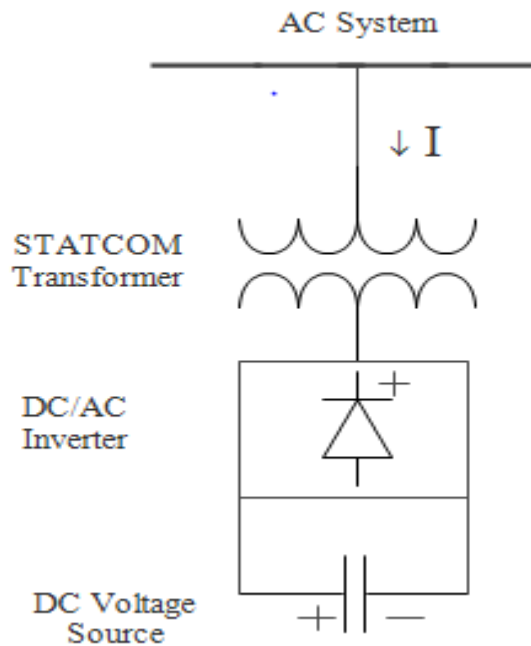 AC System
↓ I
STATCOM
Transformer
+
DC/AC
Inverter
DC Voltage
Source
+ −